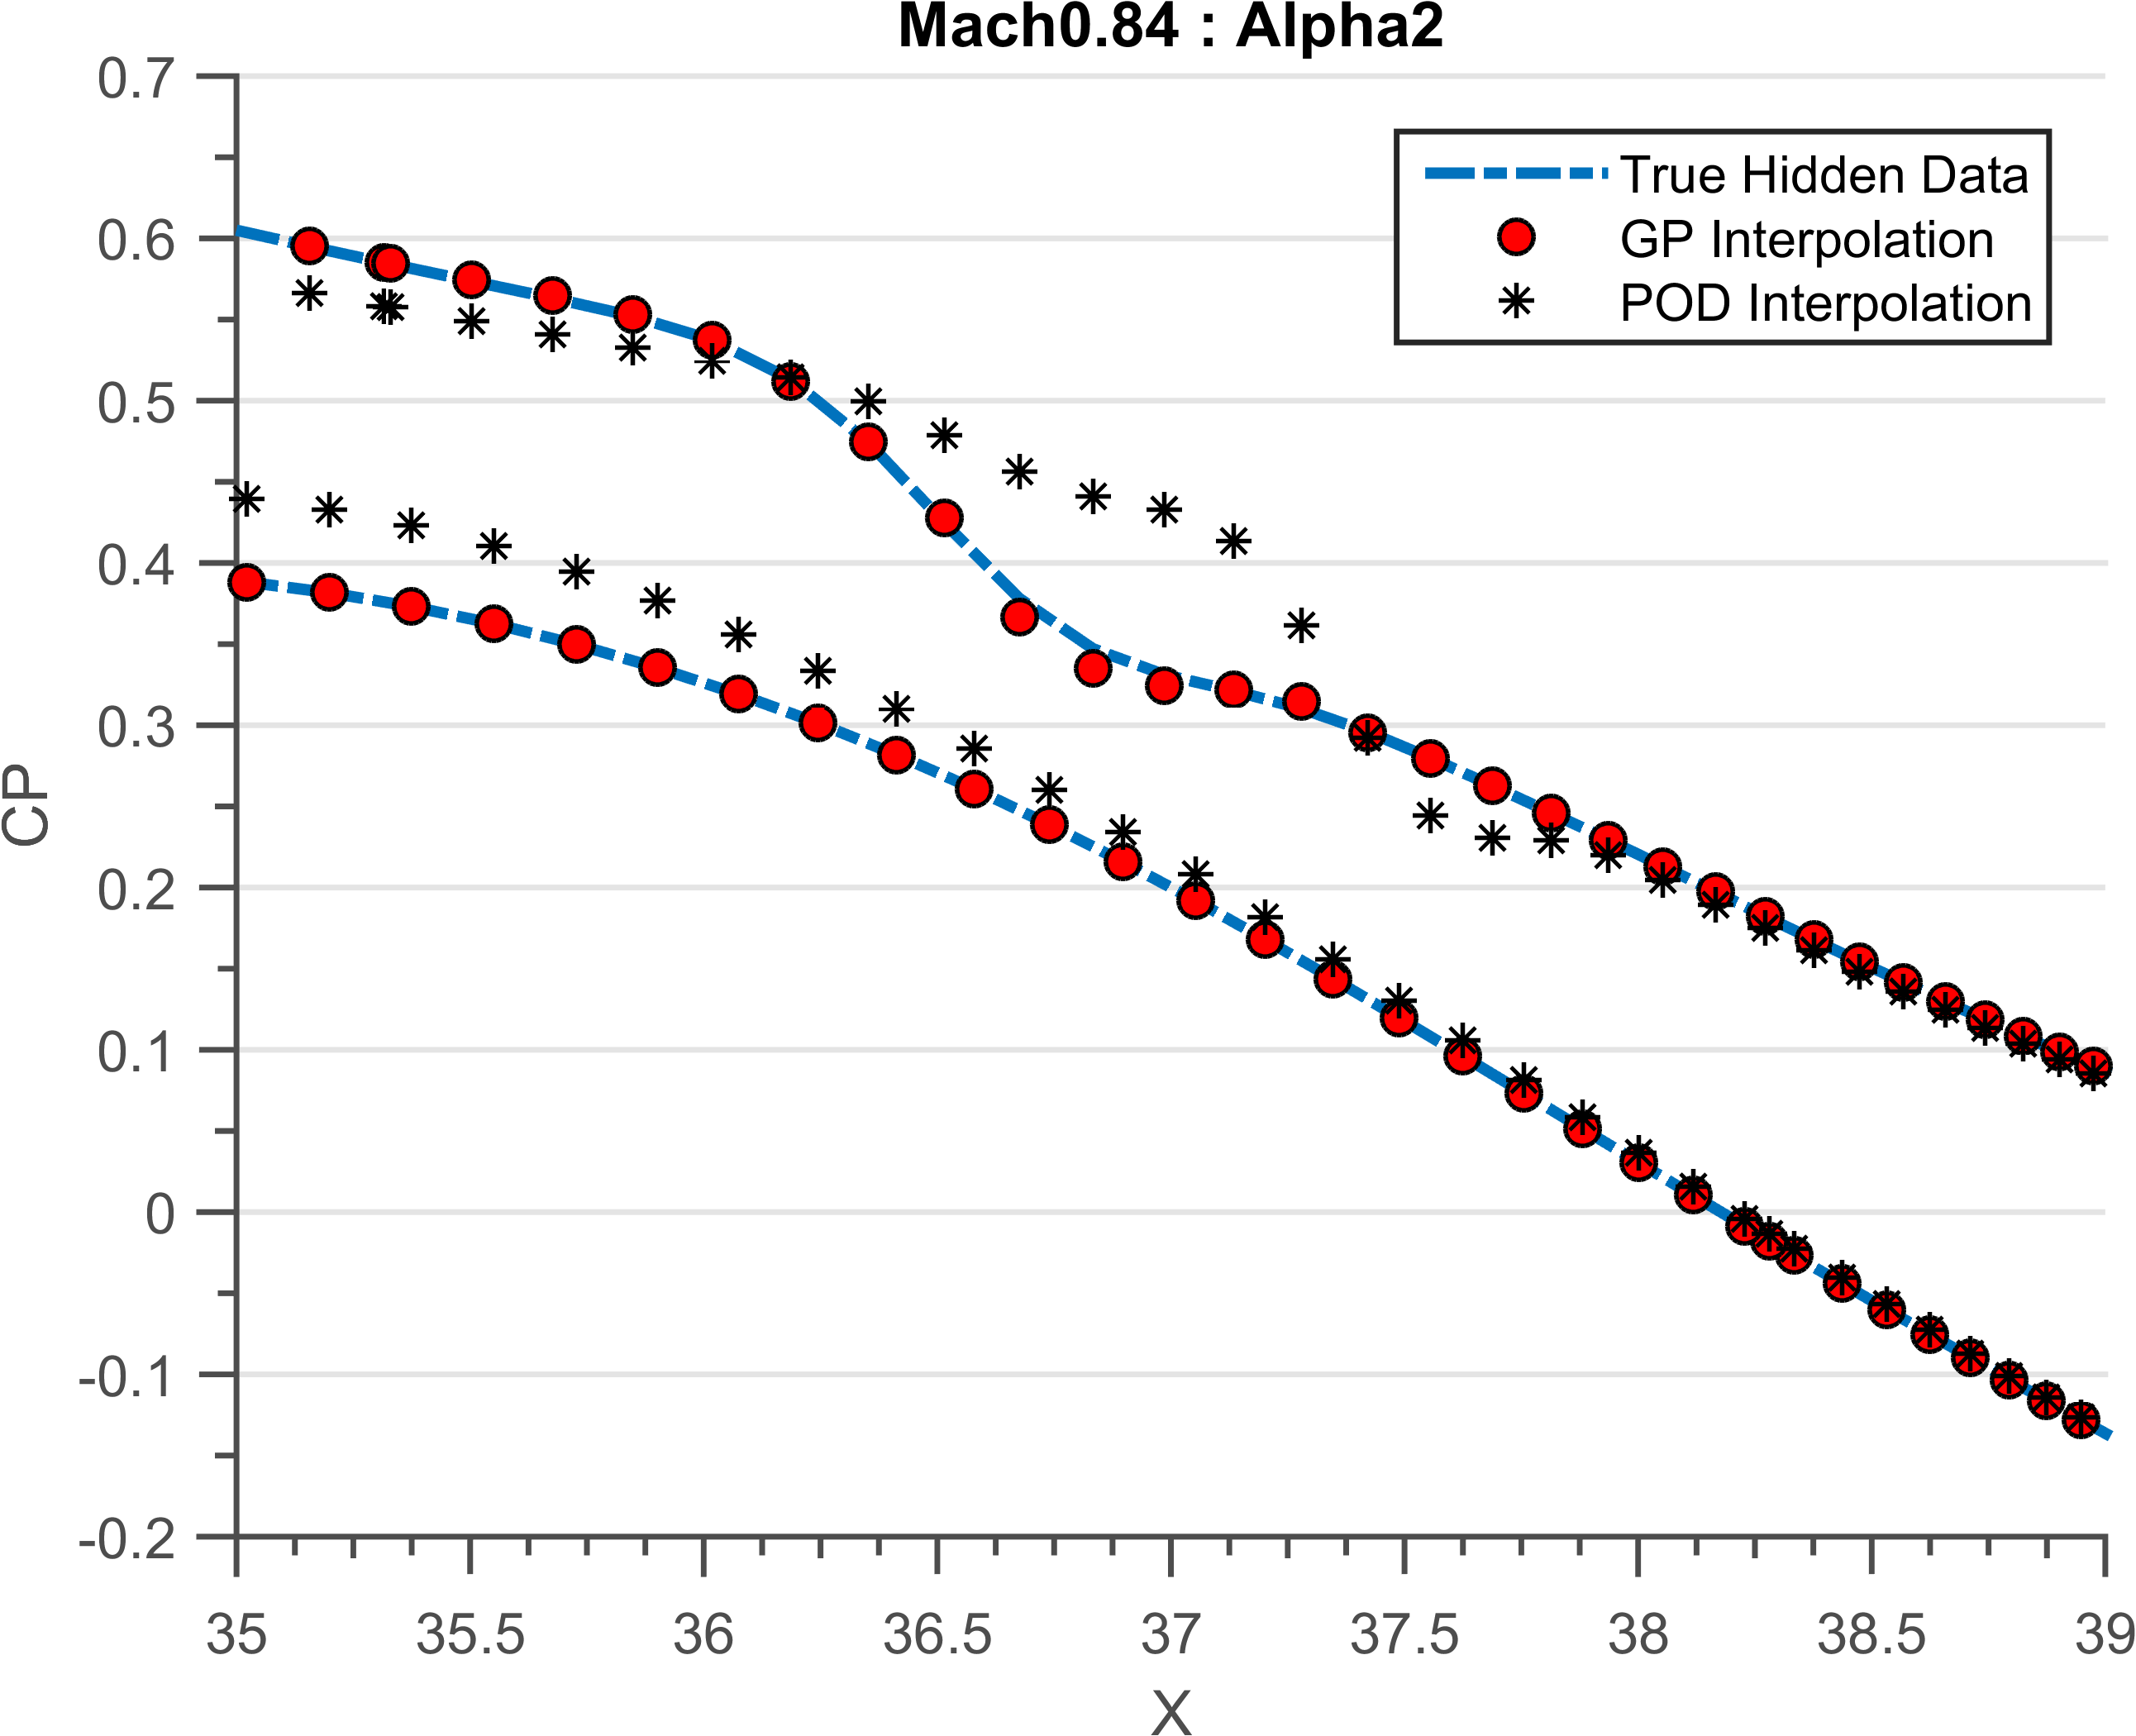 Mach0.84 : Alpha2
True Hidden Data
GP Interpolation
POD Interpolation
0.7
0.6
0.5
0.4
0.3
0.2
0.1
0
-0.1
-0.2
CP
35 35.5 36 36.5 37 37.5 38 38.5 39
X